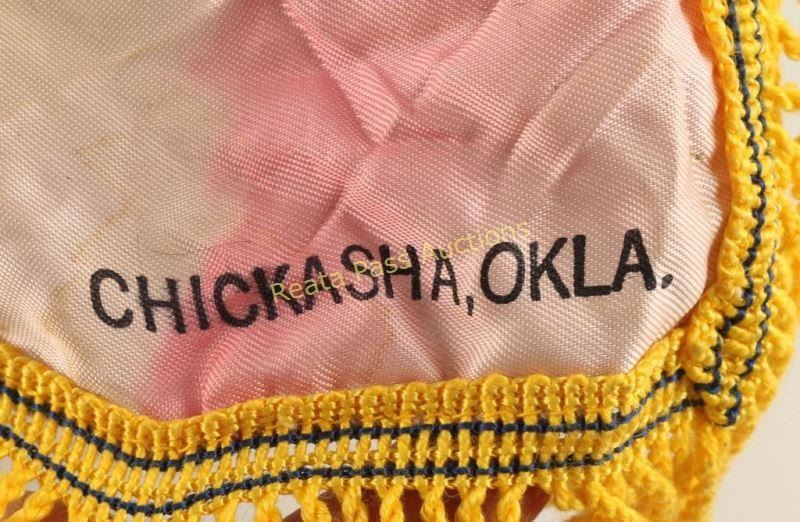 CHICKASHA, OKLA.
Reata Pass Auctions